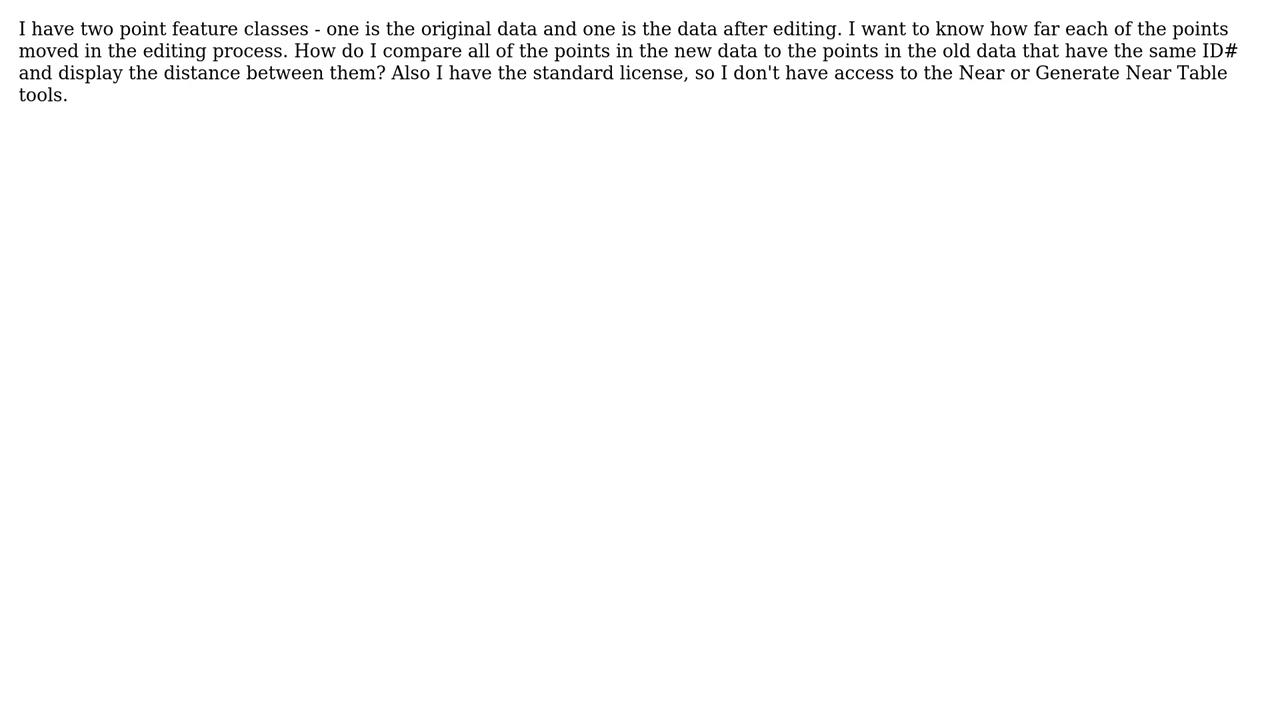 I have two point feature classes - one is the original data and one is the data after editing. I want to know how far each of the points
moved in the editing process. How do I compare all of the points in the new data to the points in the old data that have the same ID#
and display the distance between them? Also I have the standard license, so I don't have access to the Near or Generate Near Table
tools.